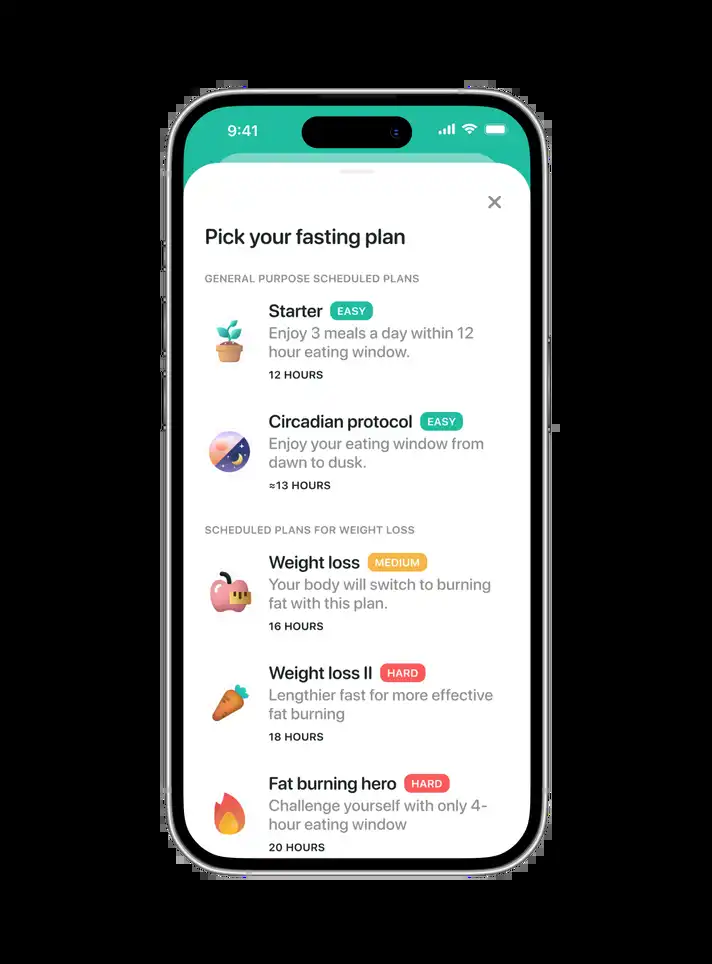 9:41
Pick your fasting plan
GENERAL PURPOSE SCHEDULED PLANS
Starter EASY
Enjoy 3 meals a day within 12
hour eating window.
12 HOURS
Circadian protocol EASY
Enjoy your eating window from
dawn to dusk.
≈13 HOURS
SCHEDULED PLANS FOR WEIGHT LOSS
Weight loss MEDIUM
Your body will switch to burning
fat with this plan.
16 HOURS
Weight loss II HARD
Lengthier fast for more effective
fat burning
18 HOURS
Fat burning hero HARD
Challenge yourself with only 4-
hour eating window
20 HOURS